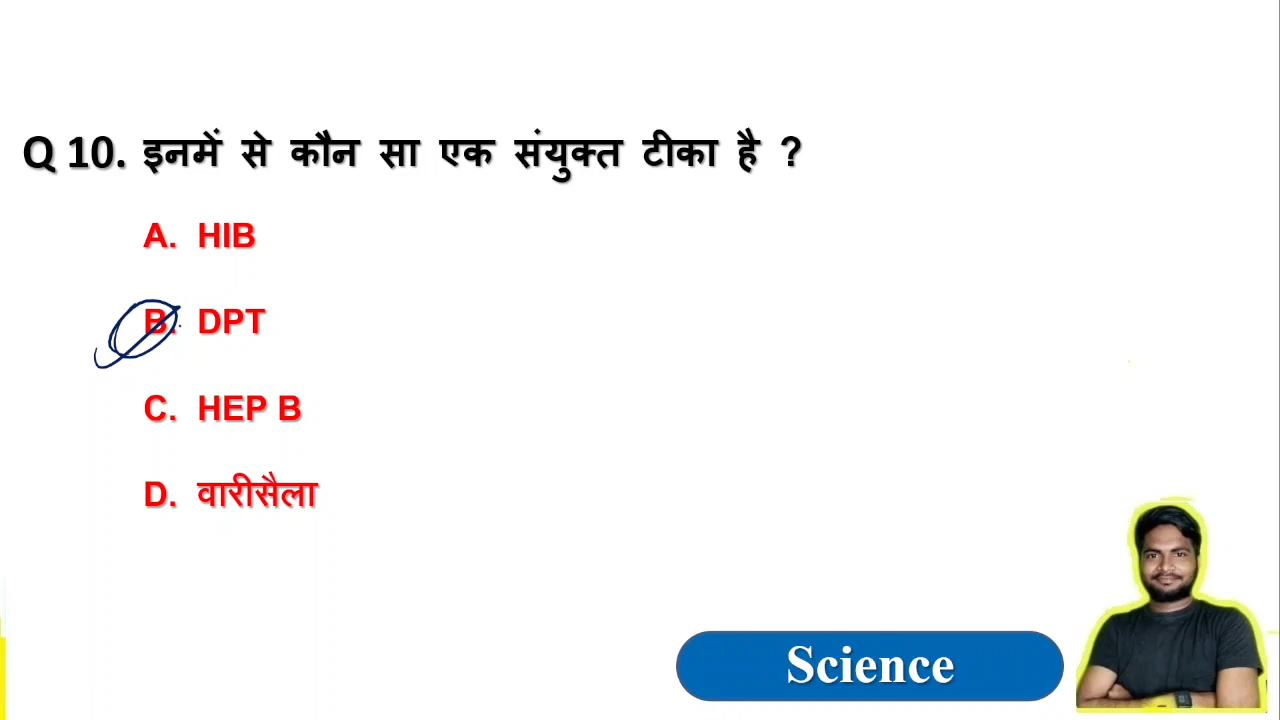 Q 10. इनमें से कौन सा एक संयुक्त टीका है ?
A. HIB
B. DPT
C. HEP B
D. वारीसैला
Science